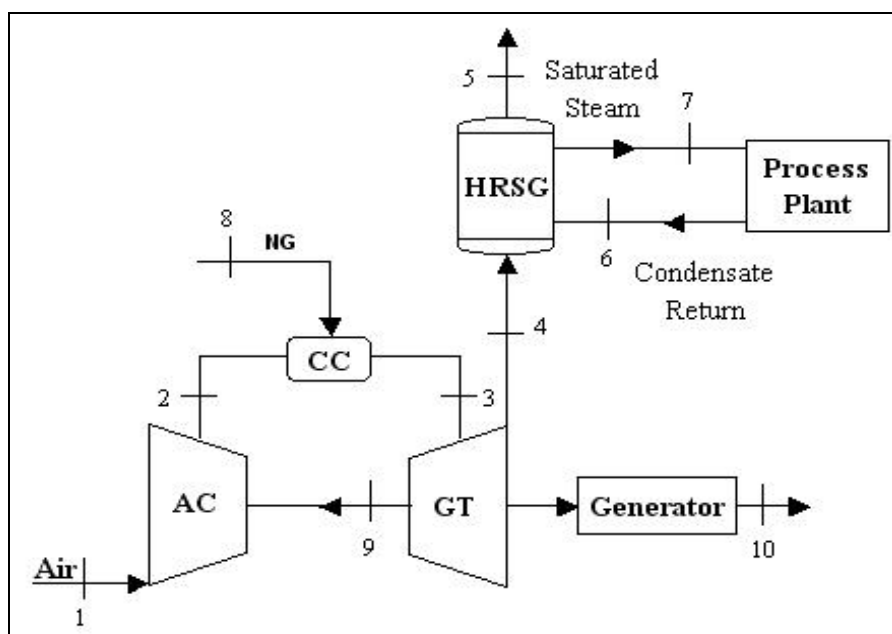 5
Saturated
Steam
7
HRSG
Process
Plant
8
NG
6
Condensate
Return
4
CC
2
3
AC
GT
Generator
9
10
Air
1